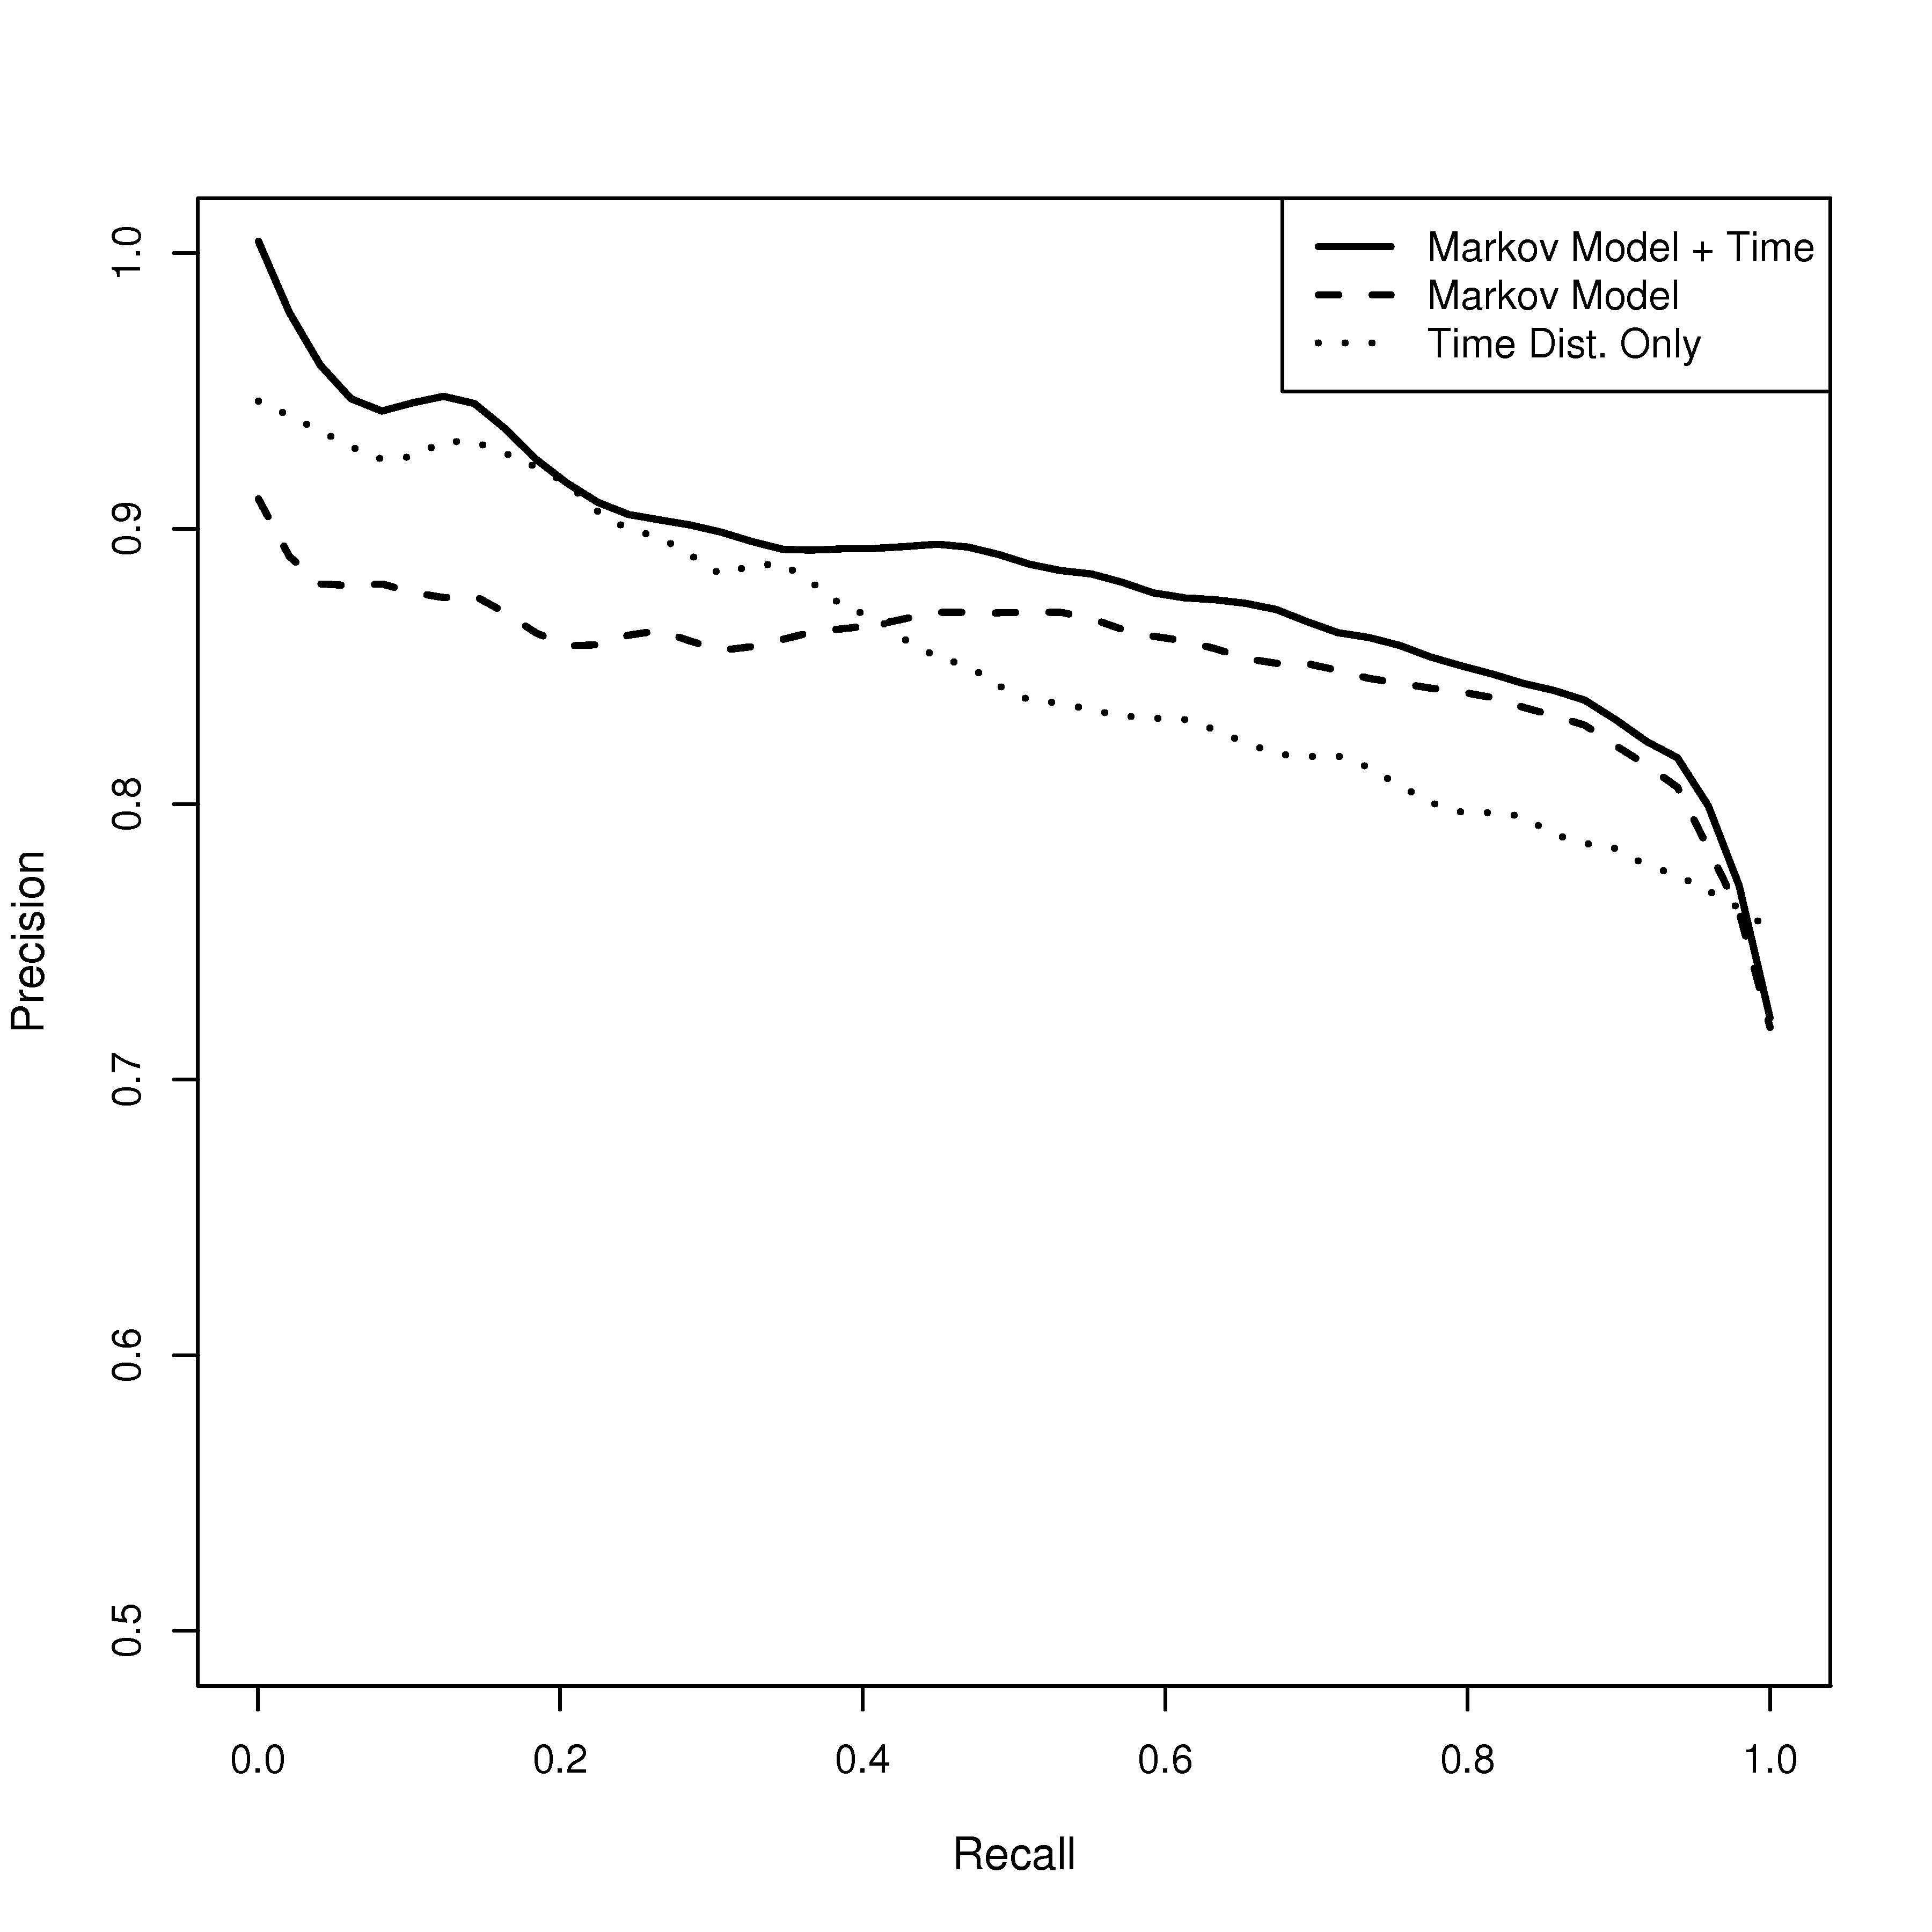 Markov Model + Time
Markov Model
Time Dist. Only
Precision
1.0
0.9
0.8
0.7
0.6
0.5
0.0 0.2 0.4 0.6 0.8 1.0
Recall